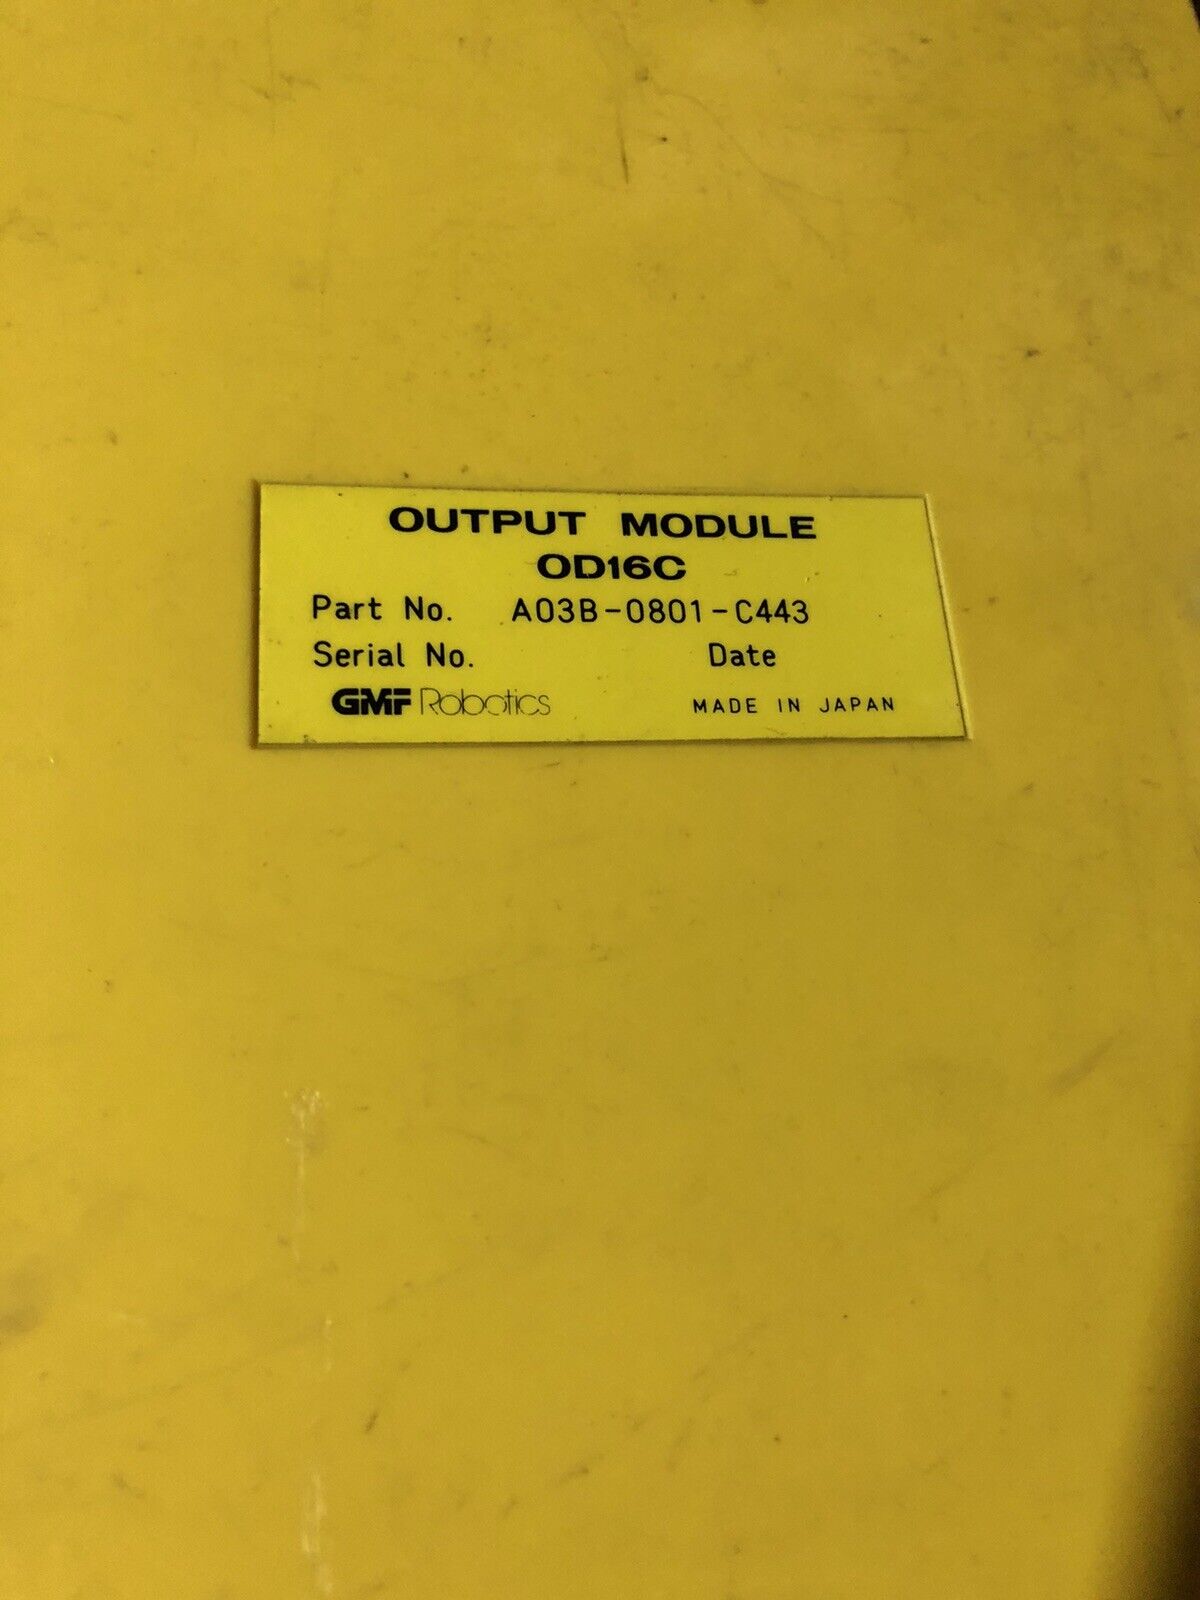 OUTPUT MODULE
OD16C
Part No. A03B-0801-C443
Serial No. Date
GMF Robotics MADE IN JAPAN